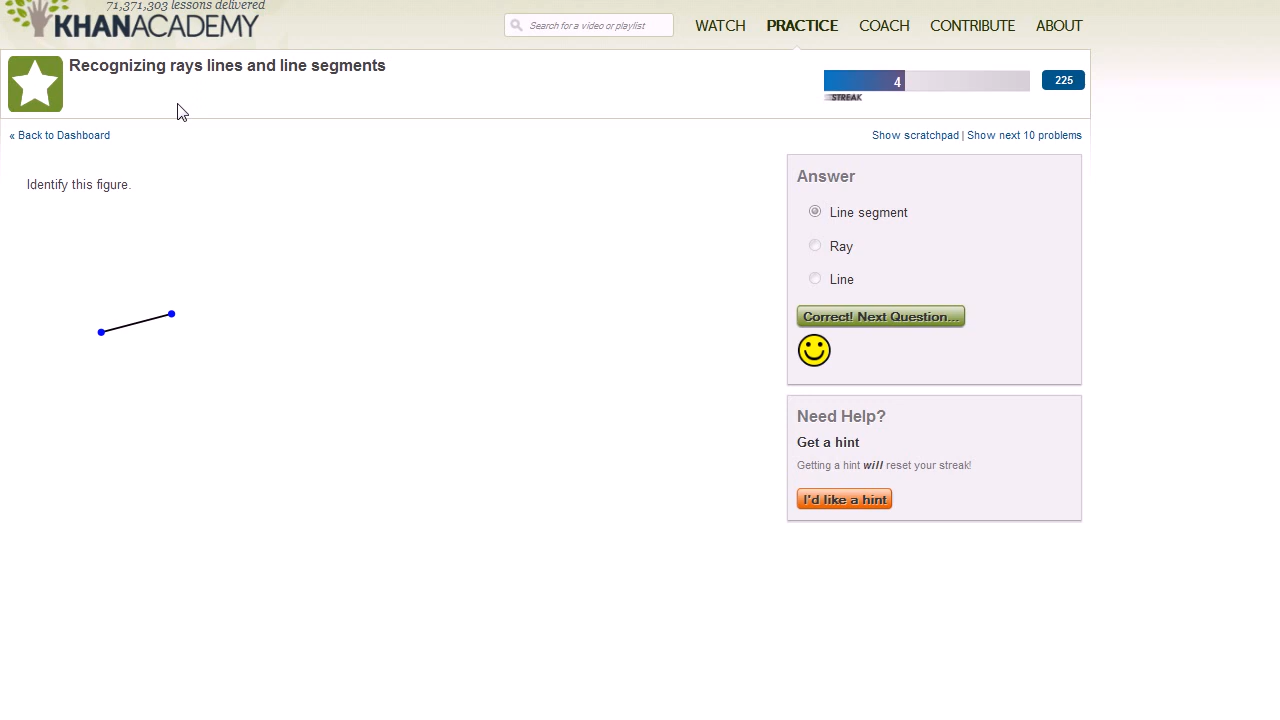 71,371,303 lessons delivered
KHANACADEMY
Search for a video or playlist
WATCH PRACTICE COACH CONTRIBUTE ABOUT
Recognizing rays lines and line segments
4
225
STREAK
« Back to Dashboard
Show scratchpad | Show next 10 problems
Identify this figure.
Answer
Line segment
Ray
Line
Correct! Next Question...
Need Help?
Get a hint
Getting a hint will reset your streak!
I'd like a hint